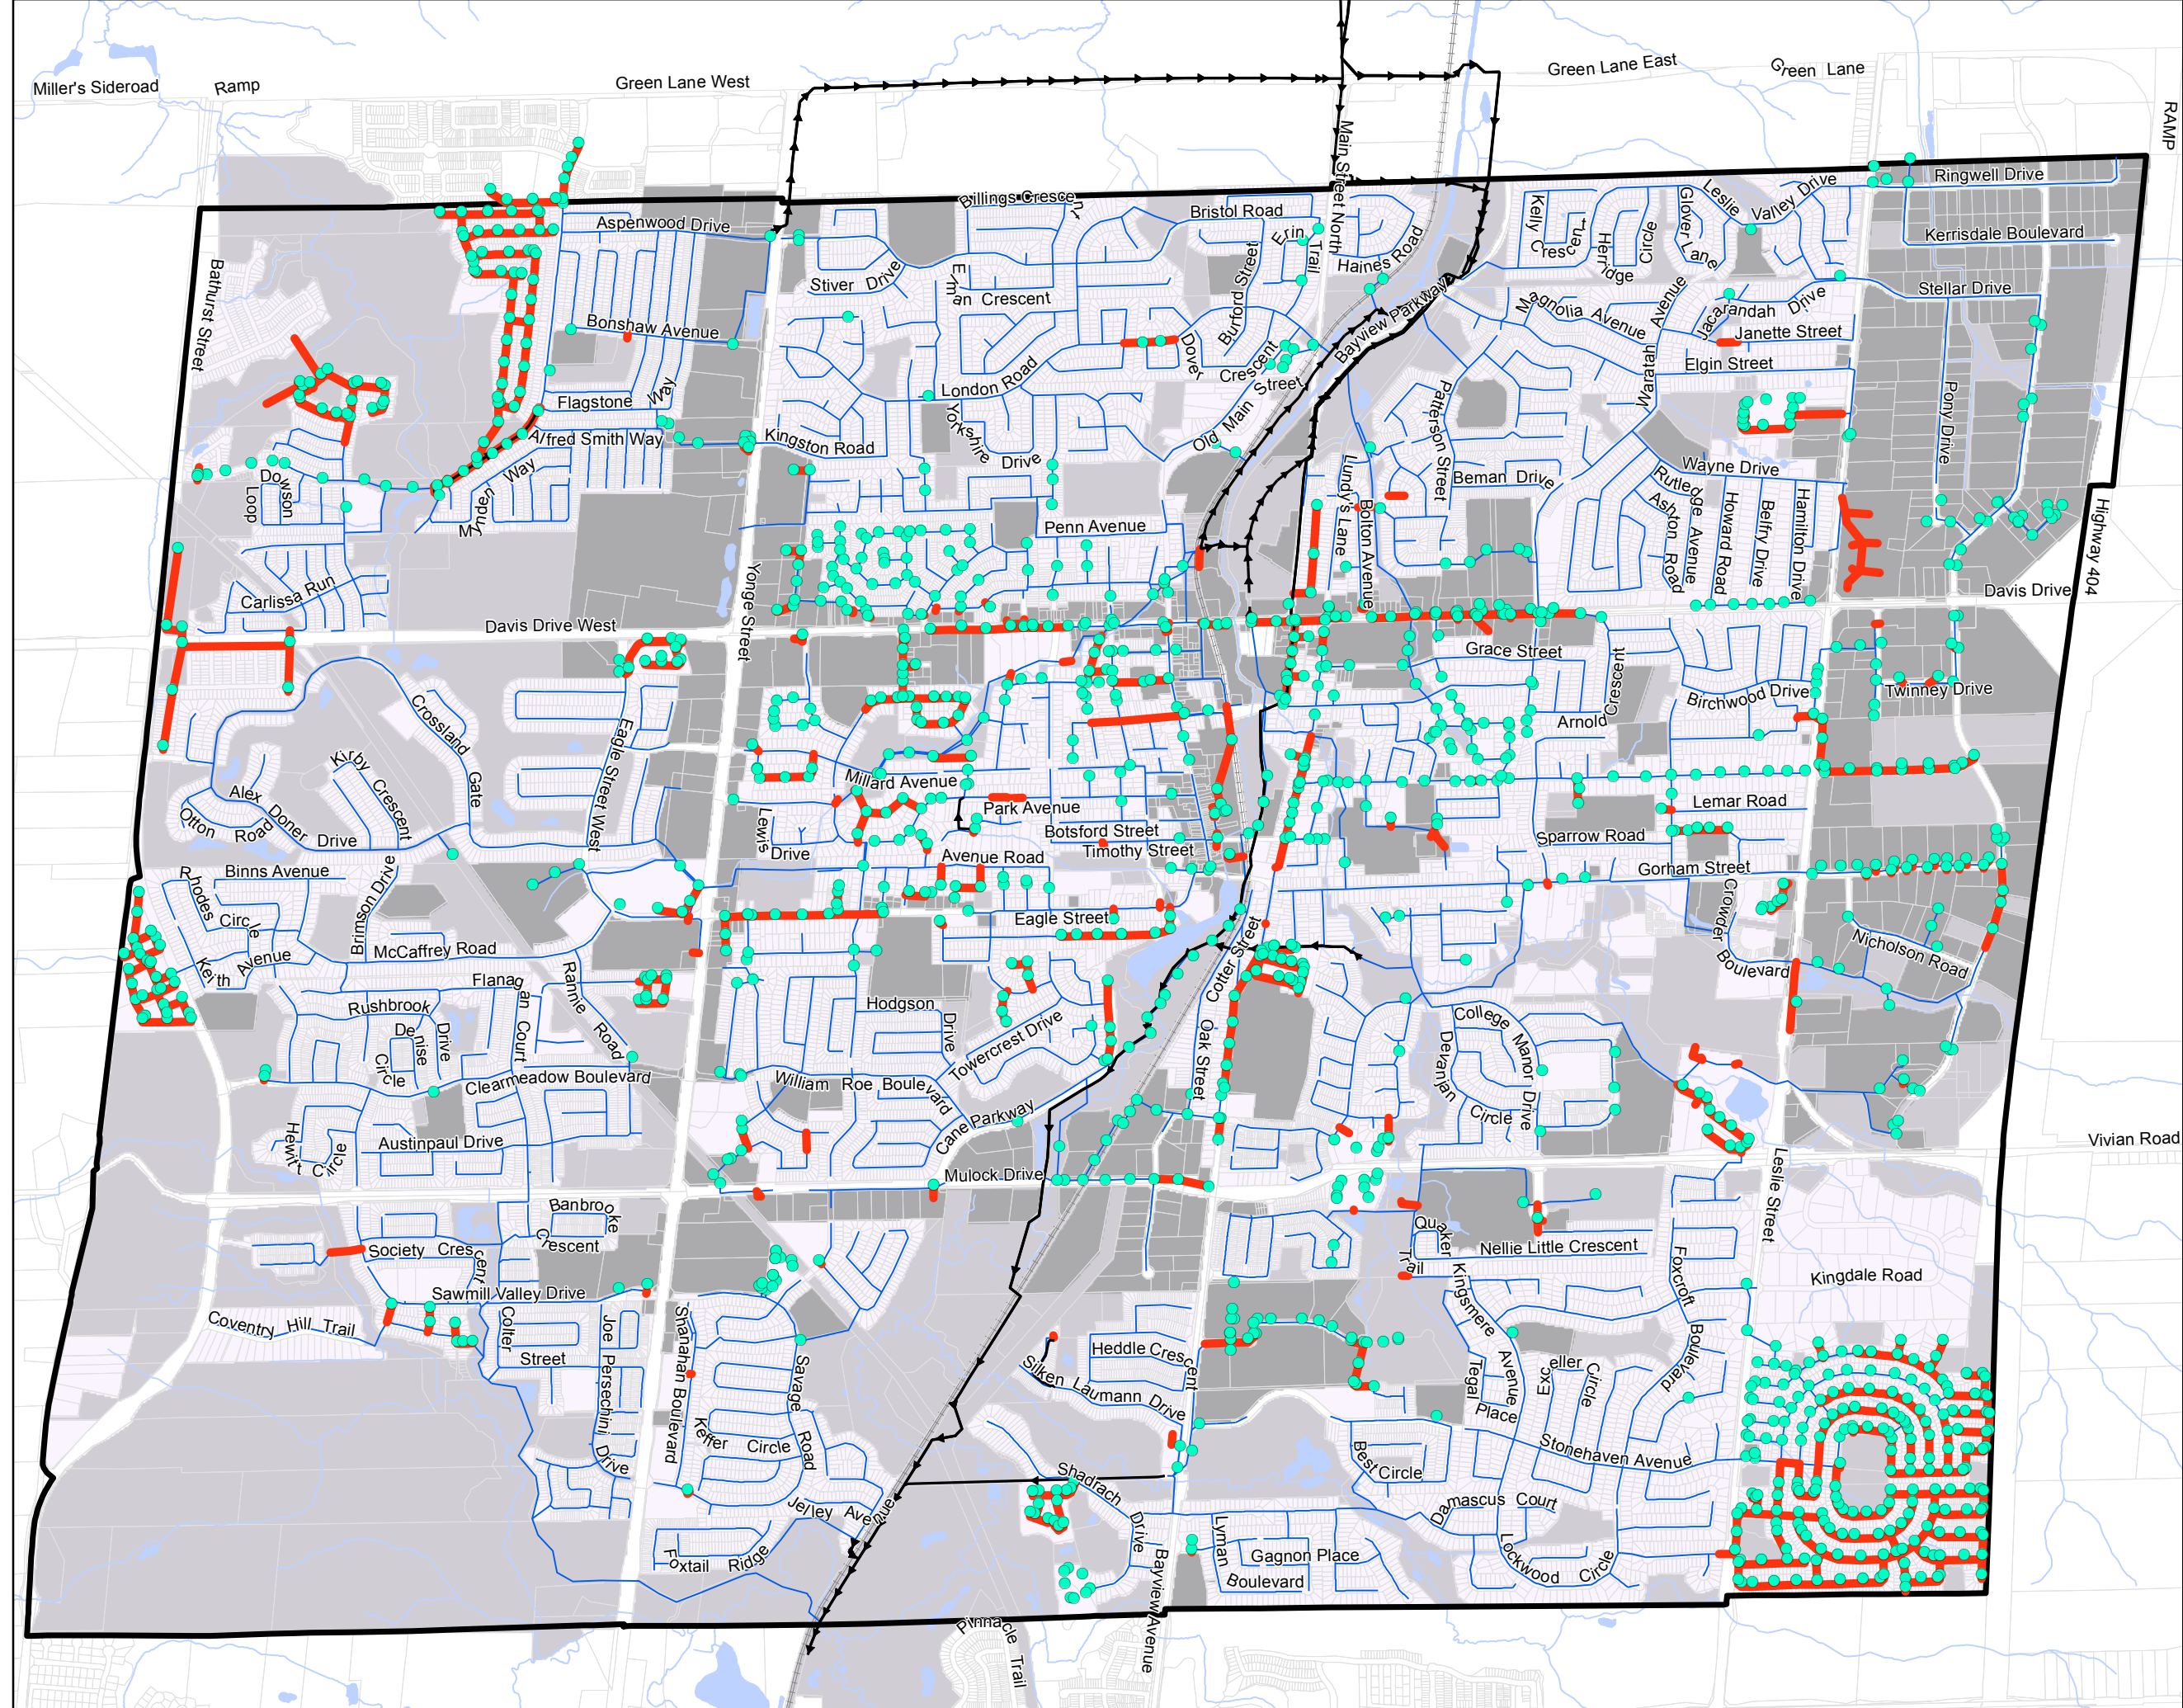 Miller's Sideroad
Ramp
Green Lane West
Green Lane East
Green Lane
RAMP
Main Street North
Billings Crescent
Bristol Road
Ringwell Drive
Aspenwood Drive
Kelly Crescent
Herridge Circle
Glover Lane
Leslie Valley Drive
Kerrisdale Boulevard
Erin Trail
Haines Road
Bathurst Street
Stiver Drive
Elman Crescent
Burford Street
Stellar Drive
Magnolia Avenue
Jacarandah Drive
Bonshaw Avenue
Bayview Parkway
Janette Street
Dover Crescent
Elgin Street
Waratah Avenue
London Road
Flagstone Way
Old Main Street
Patterson Street
Pony Drive
Alfred Smith Way
Kingston Road
Yorkshire Drive
Wayne Drive
Dowson Loop
Mynden Way
Lundy's Lane
Beman Drive
Rutledge Avenue
Ashton Road
Howard Road
Belfry Drive
Hamilton Drive
Bolton Avenue
Penn Avenue
Highway 404
Carlissa Run
Yonge Street
Davis Drive
Davis Drive West
Grace Street
Crossland Gate
Eagle Street West
Arnold Crescent
Birchwood Drive
Twinney Drive
Kirby Crescent
Millard Avenue
Alex Doner Drive
Park Avenue
Lemar Road
Otton Road
Lewis Drive
Botsford Street
Timothy Street
Sparrow Road
Avenue Road
Gorham Street
Binns Avenue
Rhodes Circle
Brimson Drive
Eagle Street
Crowder Boulevard
McCaffrey Road
Keith Avenue
Cotter Street
Nicholson Road
Flanagan Court
Rannie Road
Rushbrook Drive
Hodgson Drive
Denise Circle
Towercrest Drive
Oak Street
College Manor Drive
Devanjan Circle
Clearmeadow Boulevard
William Roe Boulevard
Cane Parkway
Hewitt Circle
Austinpaul Drive
Vivian Road
Mulock Drive
Leslie Street
Banbrooke Crescent
Society Crescent
Quaker Trail
Nellie Little Crescent
Foxcroft Boulevard
Kingdale Road
Sawmill Valley Drive
Coventry Hill Trail
Colter Street
Joe Persechini Drive
Shanahan Boulevard
Savage Road
Heddle Crescent
Kingsmere Avenue
Silken Laumann Drive
Tegal Place
Exeller Circle
Keffer Circle
Best Circle
Stonehaven Avenue
Shadrach Drive
Jelley Avenue
Damascus Court
Foxtail Ridge
Lyman Boulevard
Gagnon Place
Lockwood Circle
Bayview Avenue
Pinnacle Trail